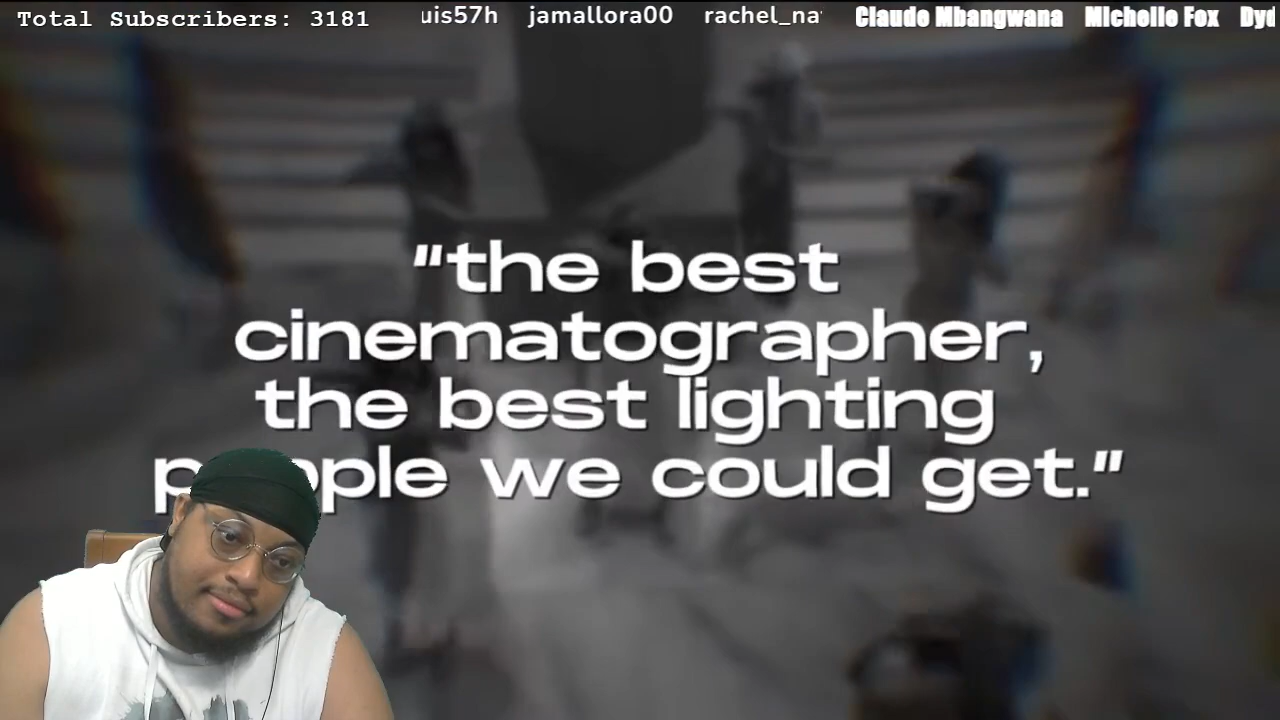 Total Subscribers: 3181
uis57h jamallora00 rachel_na
Claude Mbangwana Michelle Fox Dyd
"the best
cinematographer,
the best lighting
people we could get."